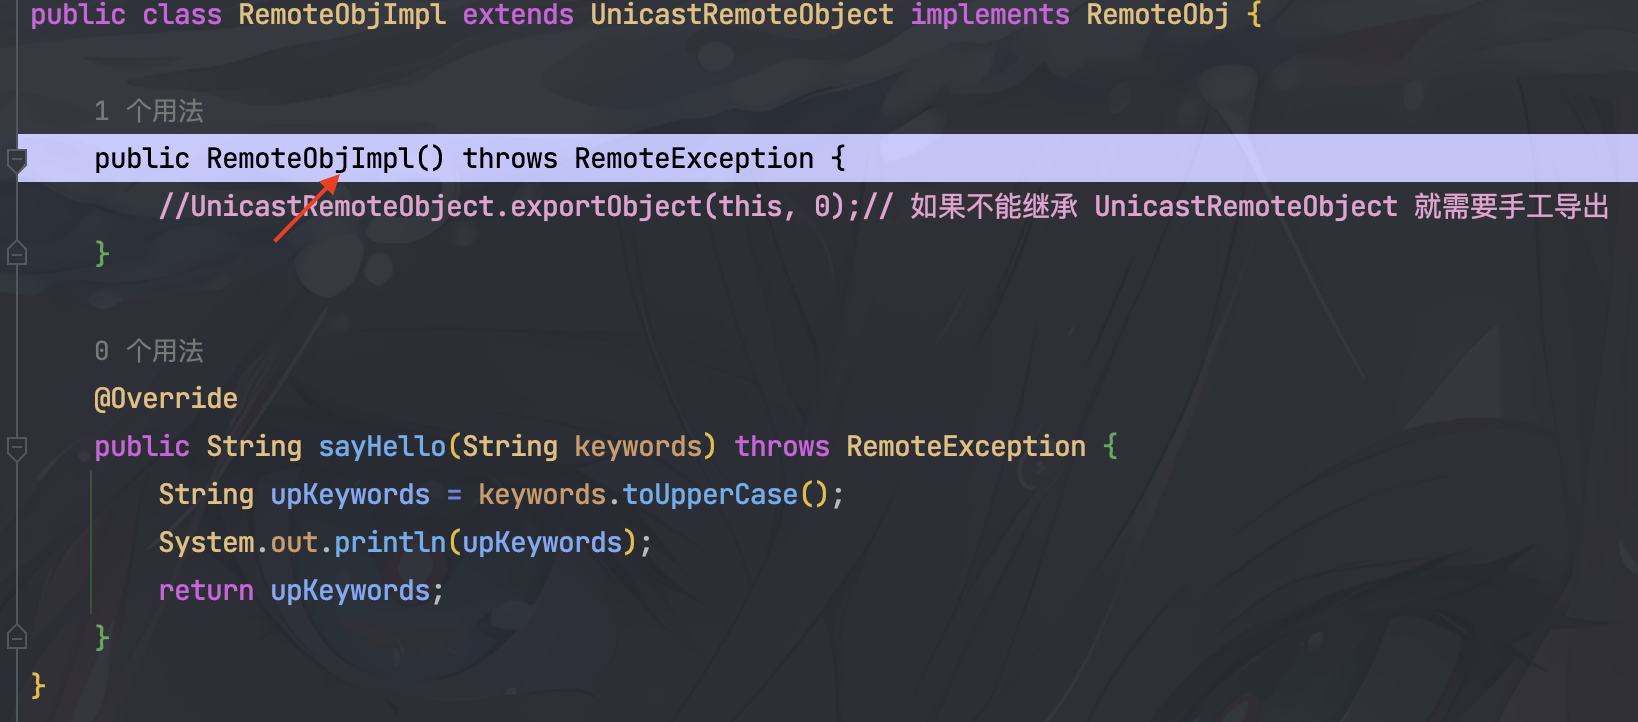 public class RemoteObjImpl extends UnicastRemoteObject implements RemoteObj {
1 个用法
public RemoteObjImpl() throws RemoteException {
//UnicastRemoteObject.exportObject(this, 0);// 如果不能继承 UnicastRemoteObject 就需要手工导出
}
0 个用法
@Override
public String sayHello(String keywords) throws RemoteException {
String upKeywords = keywords.toUpperCase();
System.out.println(upKeywords);
return upKeywords;
}
}